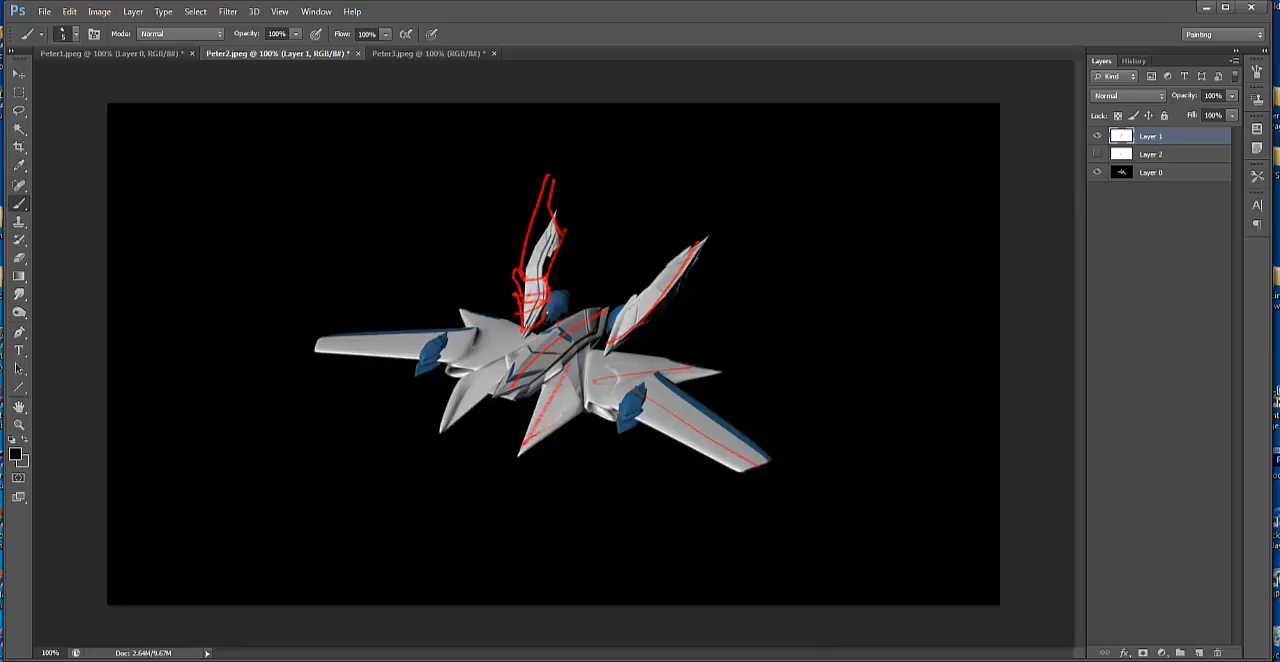 Ps File Edit Image Layer Type Select Filter 3D View Window Help
5 Mode: Normal Opacity: 100% Flow: 100% Painting
Peter1.jpeg @ 100% (Layer 0, RGB/8#) * × Peter2.jpeg @ 100% (Layer 1, RGB/8#) * × Peter3.jpeg @ 100% (RGB/8#) * ×
Layers History
Kind
Normal Opacity: 100%
Lock: Fill: 100%
Layer 1
Layer 2
Layer 0
100% Doc: 2.64M/9.67M